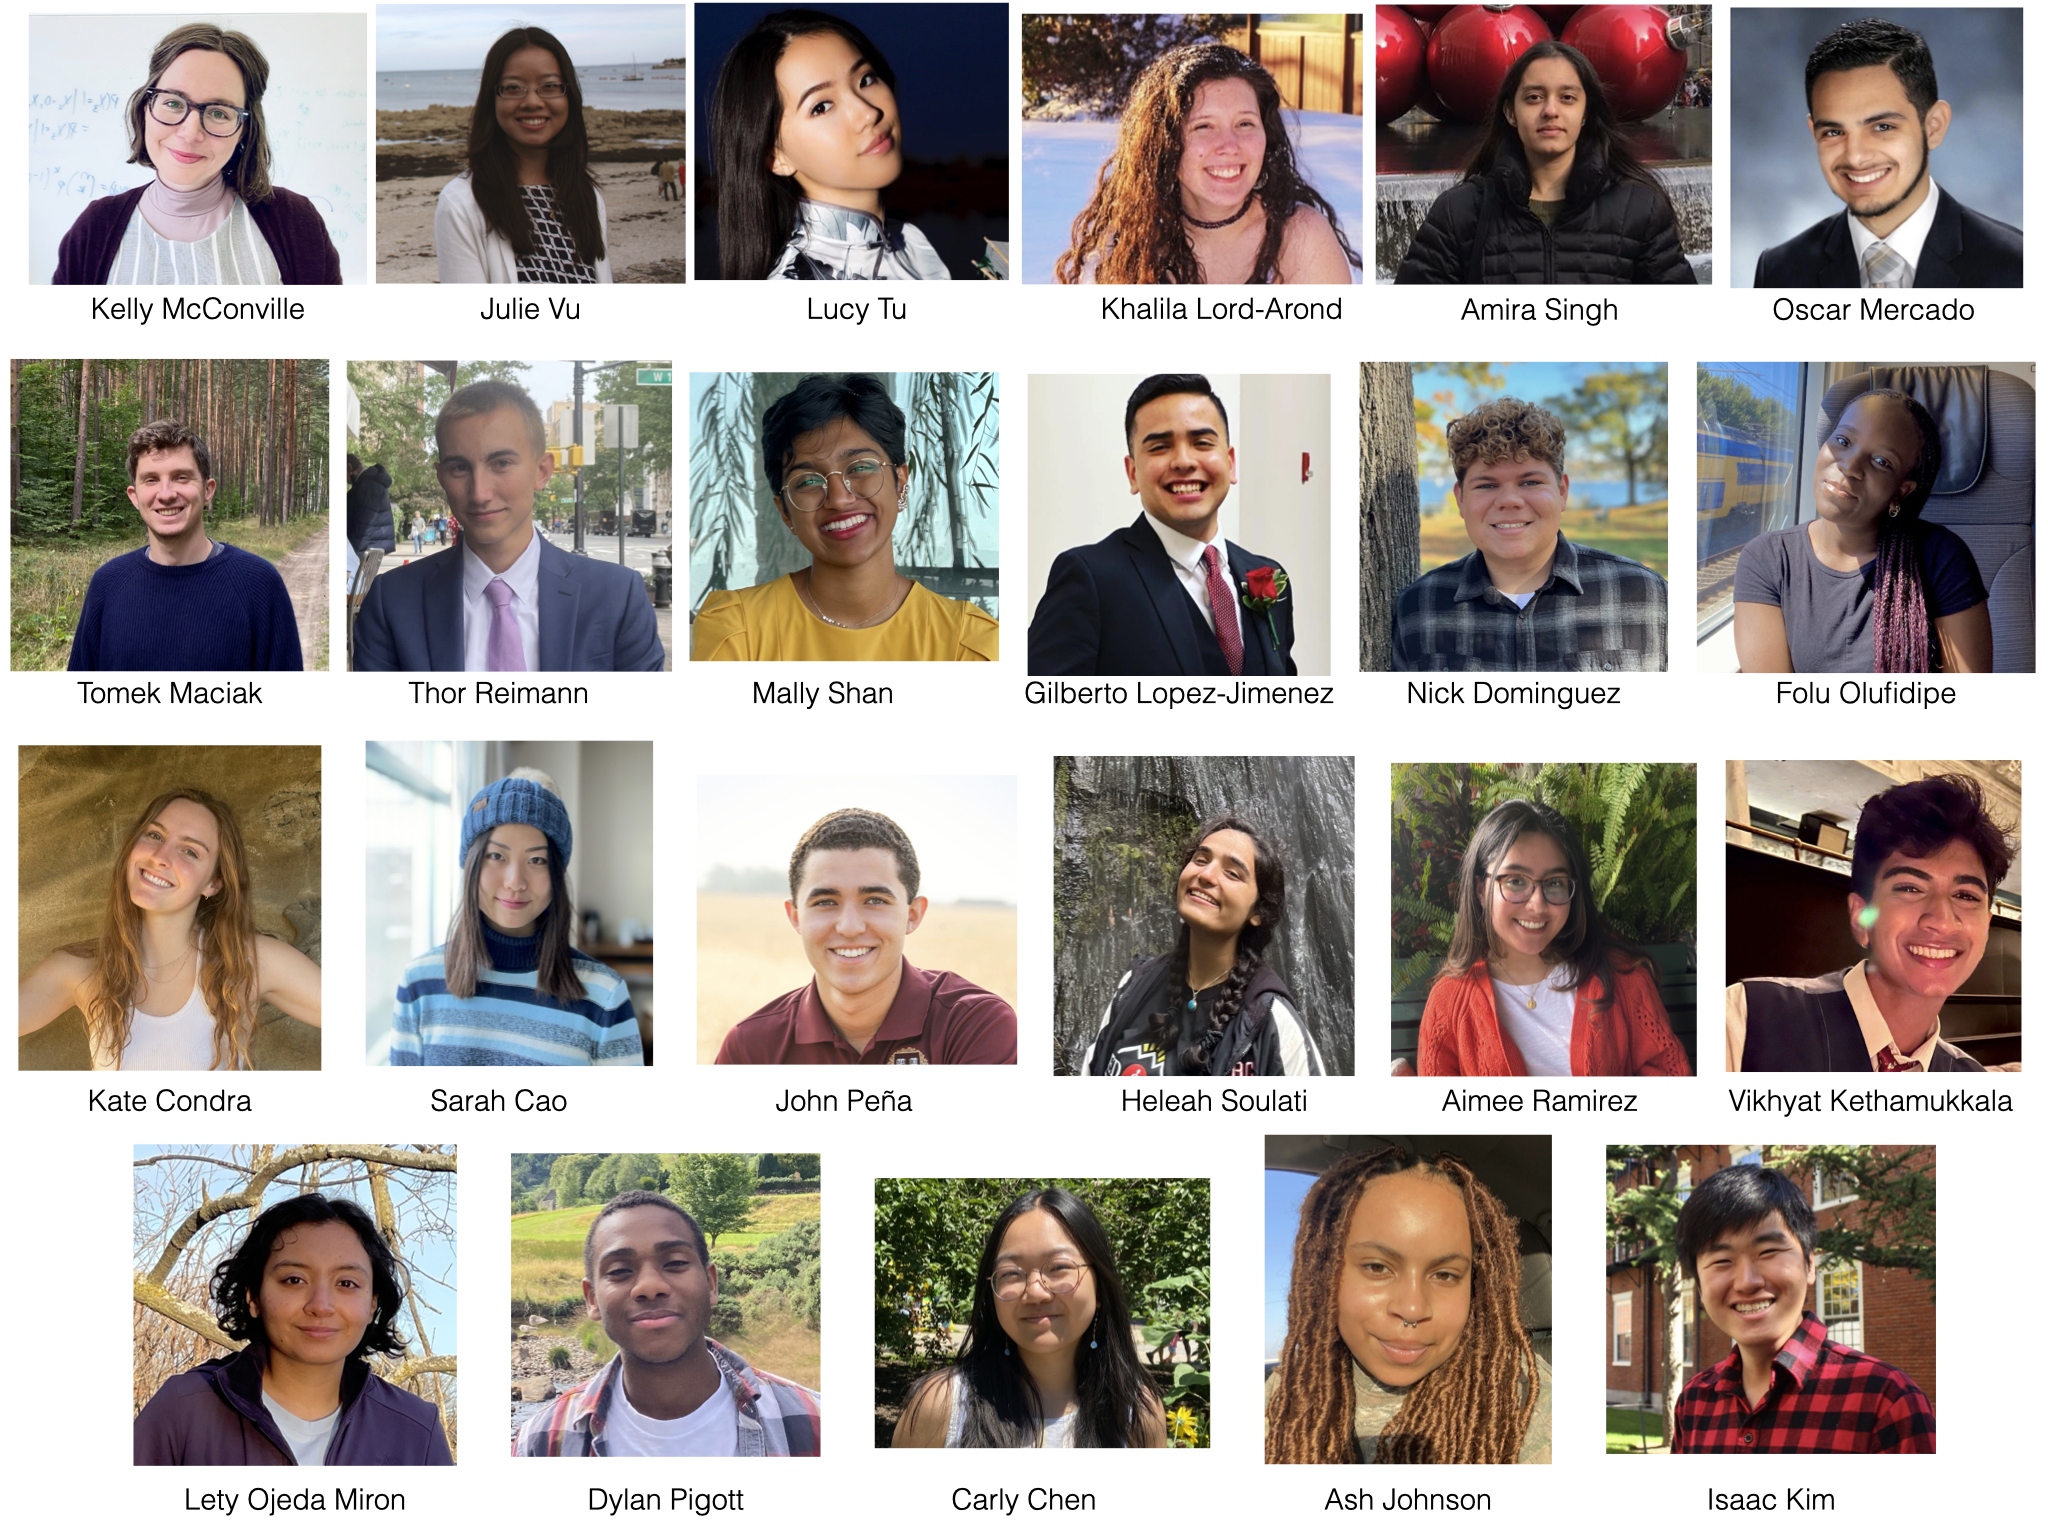 Kelly McConville
Julie Vu
Lucy Tu
Khalila Lord-Arond
Amira Singh
Oscar Mercado
W 1
Tomek Maciak
Thor Reimann
Mally Shan
Gilberto Lopez-Jimenez
Nick Dominguez
Folu Olufidipe
Kate Condra
Sarah Cao
John Peña
Heleah Soulati
Aimee Ramirez
Vikhyat Kethamukkala
Lety Ojeda Miron
Dylan Pigott
Carly Chen
Ash Johnson
Isaac Kim